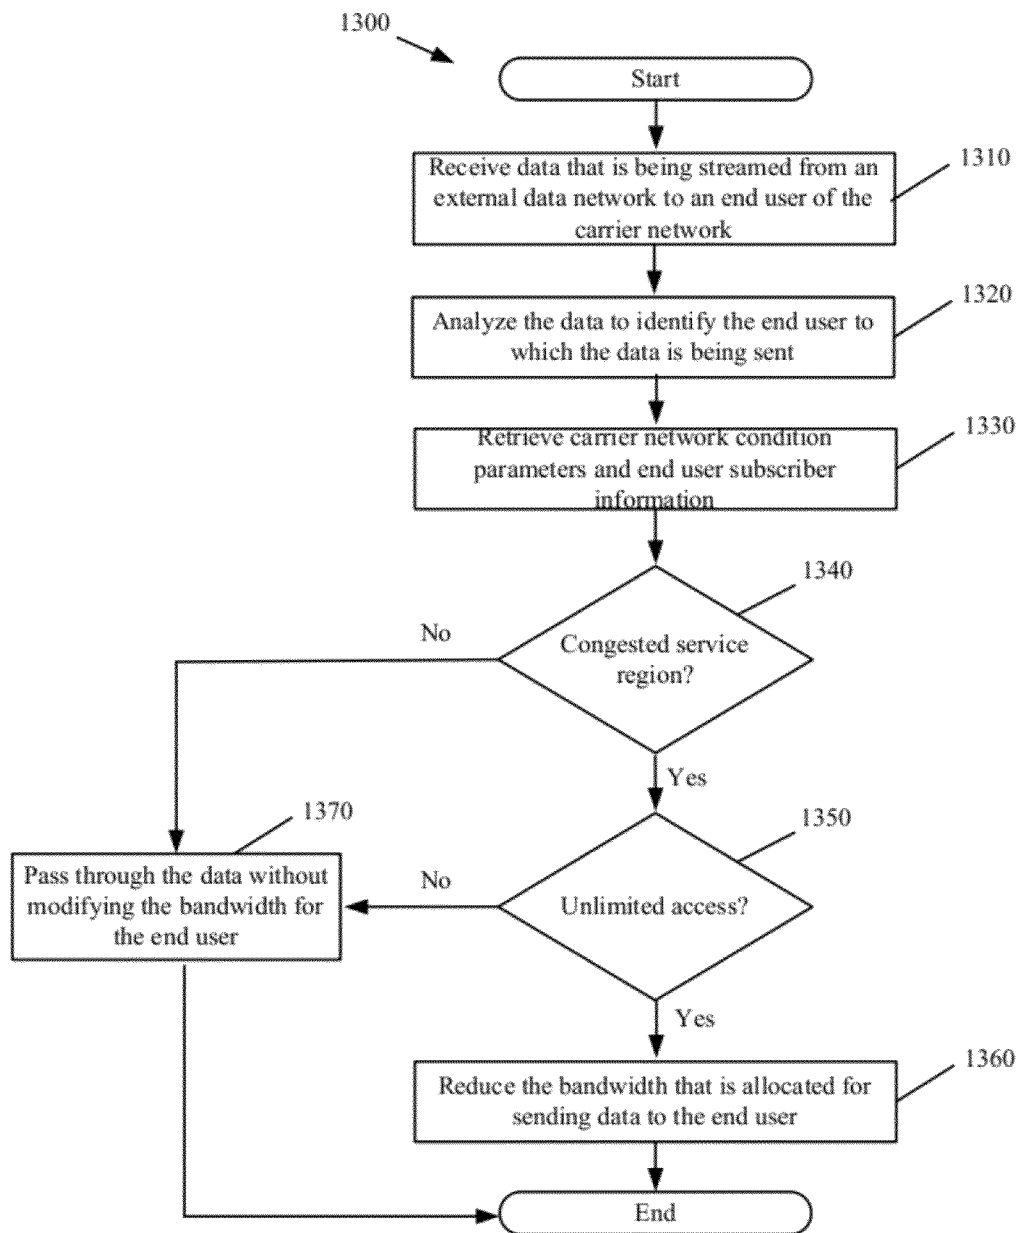 1300
Start
1310
Receive data that is being streamed from an
external data network to an end user of the
carrier network
1320
Analyze the data to identify the end user to
which the data is being sent
1330
Retrieve carrier network condition
parameters and end user subscriber
information
1340
No
Congested service
region?
Yes
1370
1350
Pass through the data without
modifying the bandwidth for
the end user
No
Unlimited access?
Yes
1360
Reduce the bandwidth that is allocated for
sending data to the end user
End